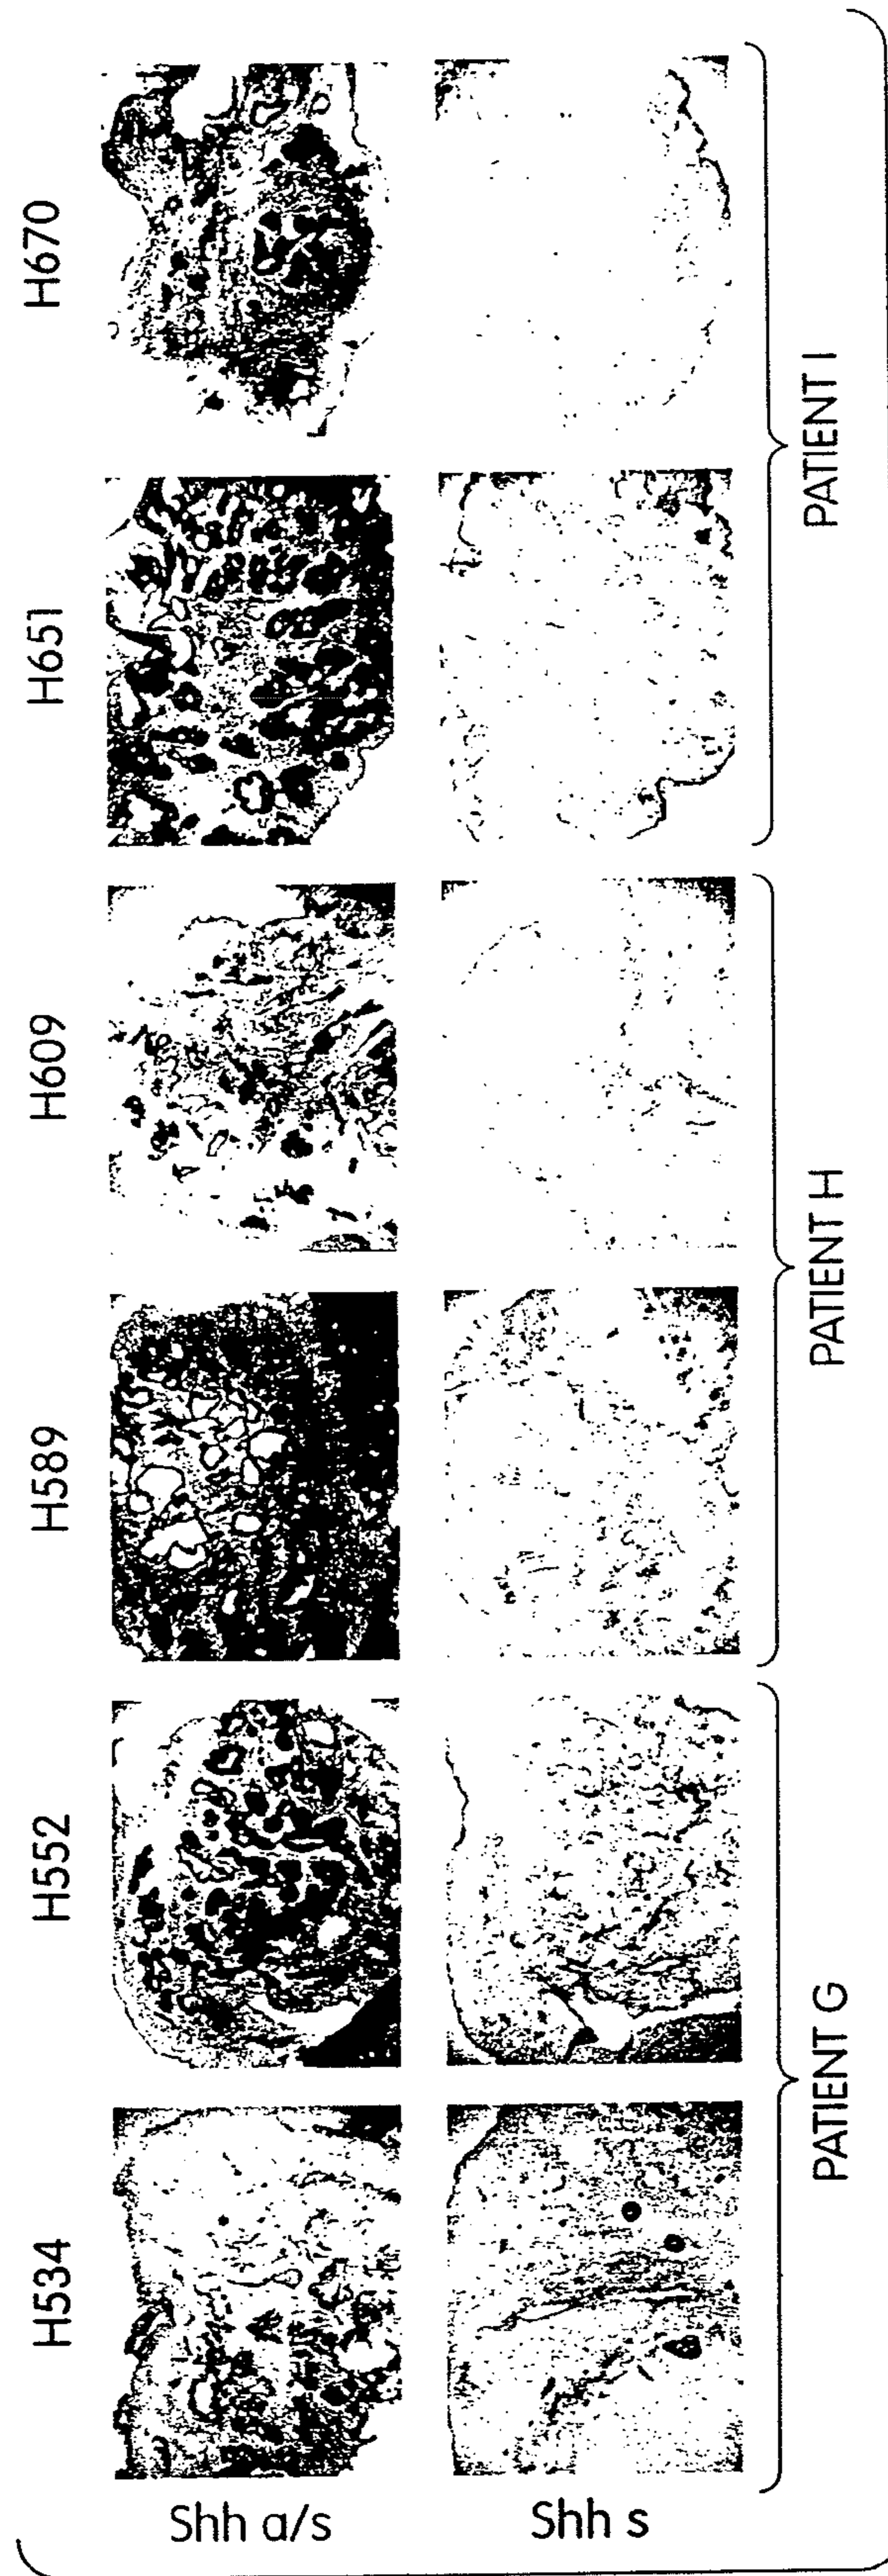 H534 H552 H589 H609 H651 H670
Shh a/s
Shh s
PATIENT G PATIENT H PATIENT I